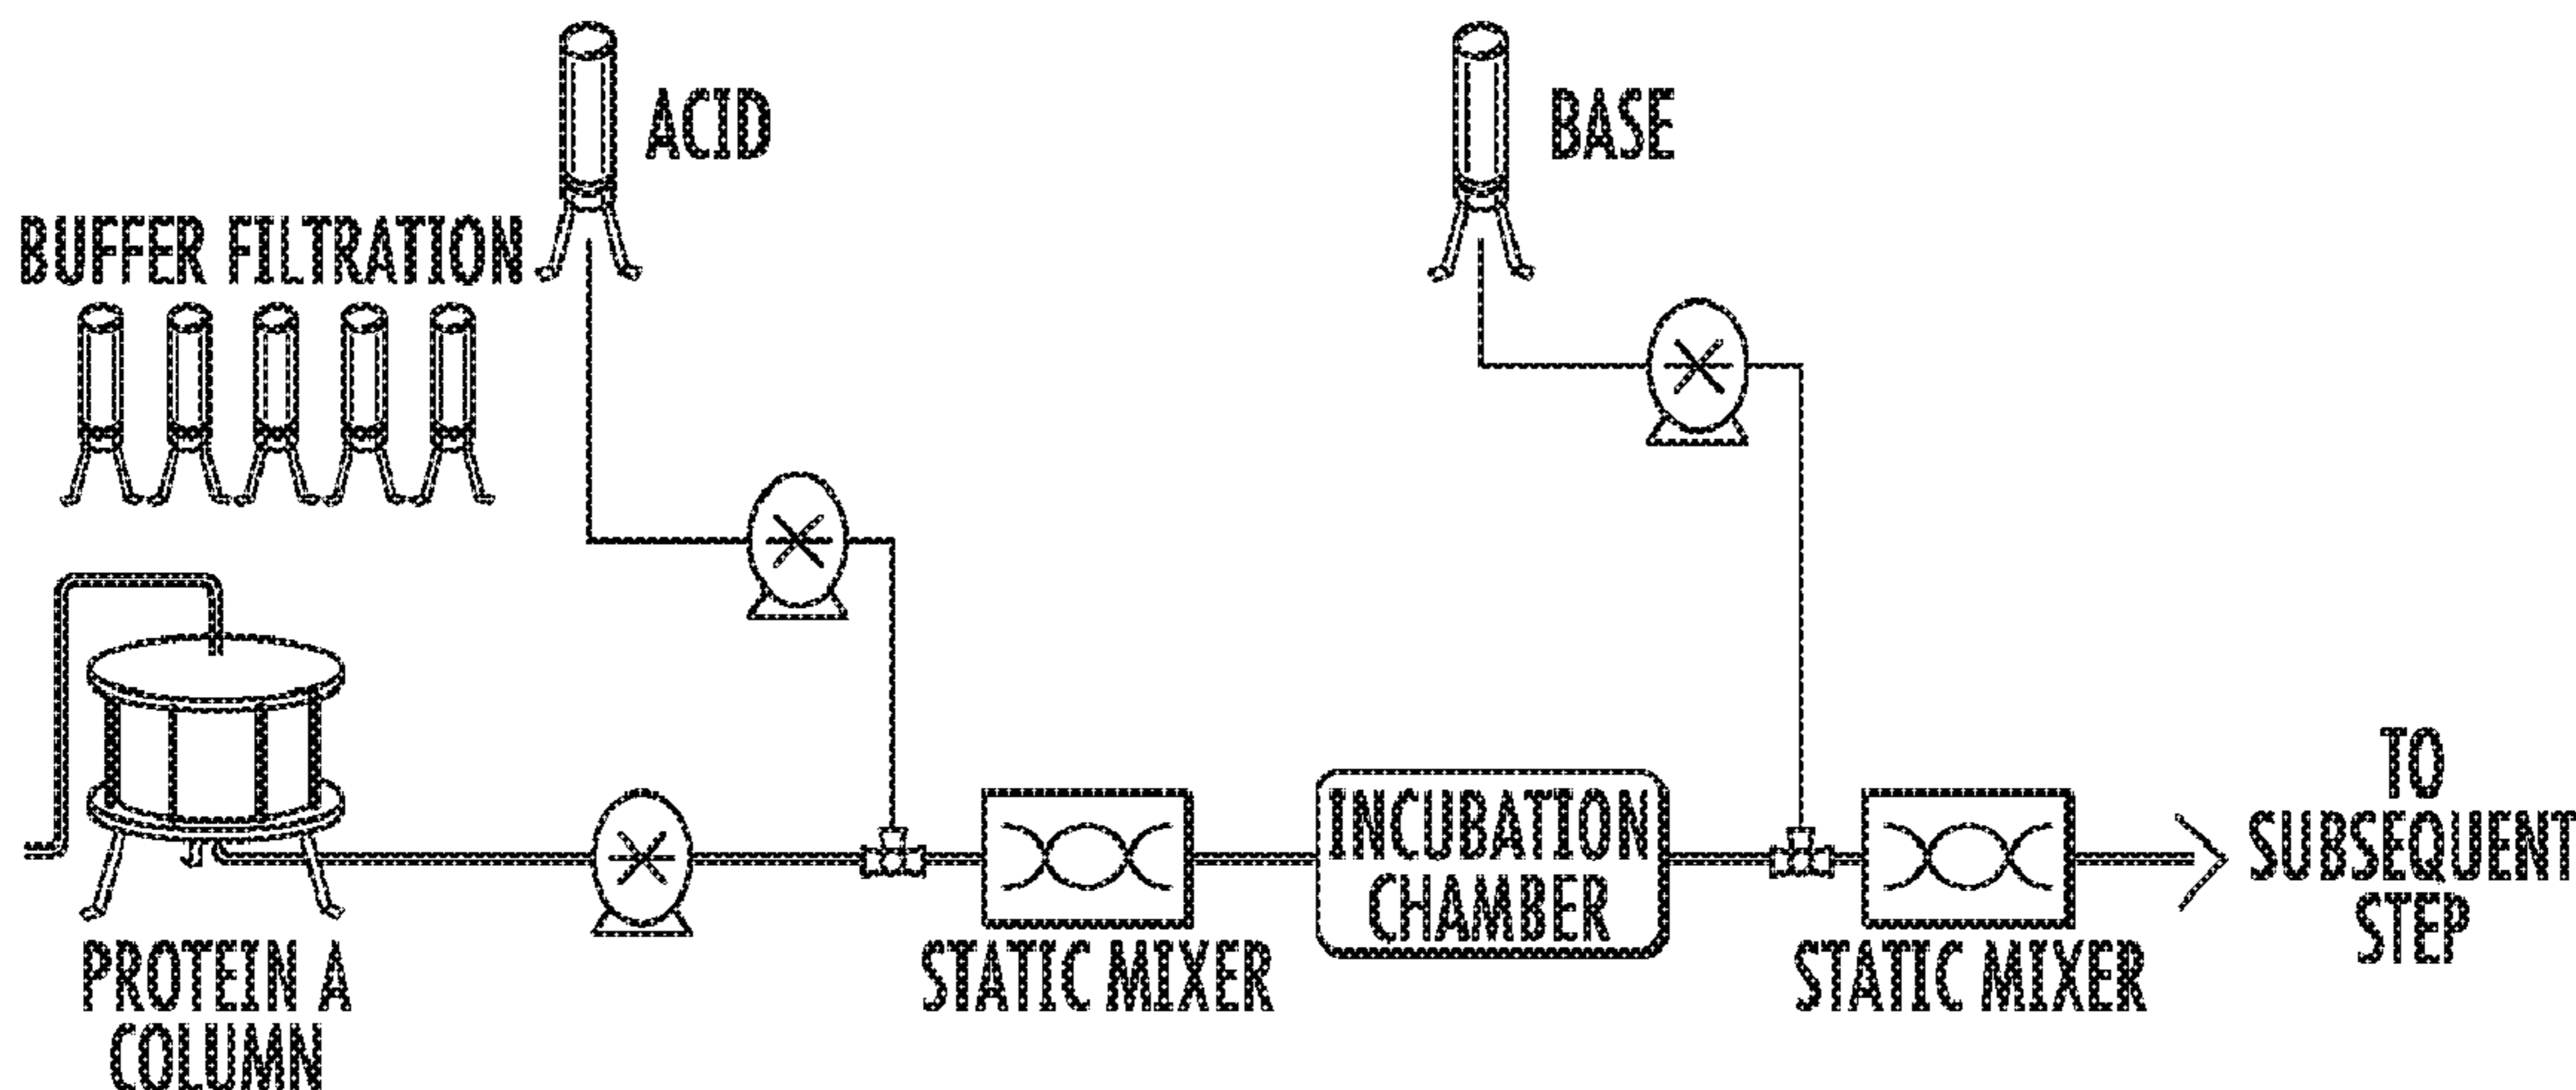 ACID
BASE
BUFFER FILTRATION
PROTEIN A
COLUMN
STATIC MIXER
INCUBATION
CHAMBER
STATIC MIXER
TO
SUBSEQUENT
STEP